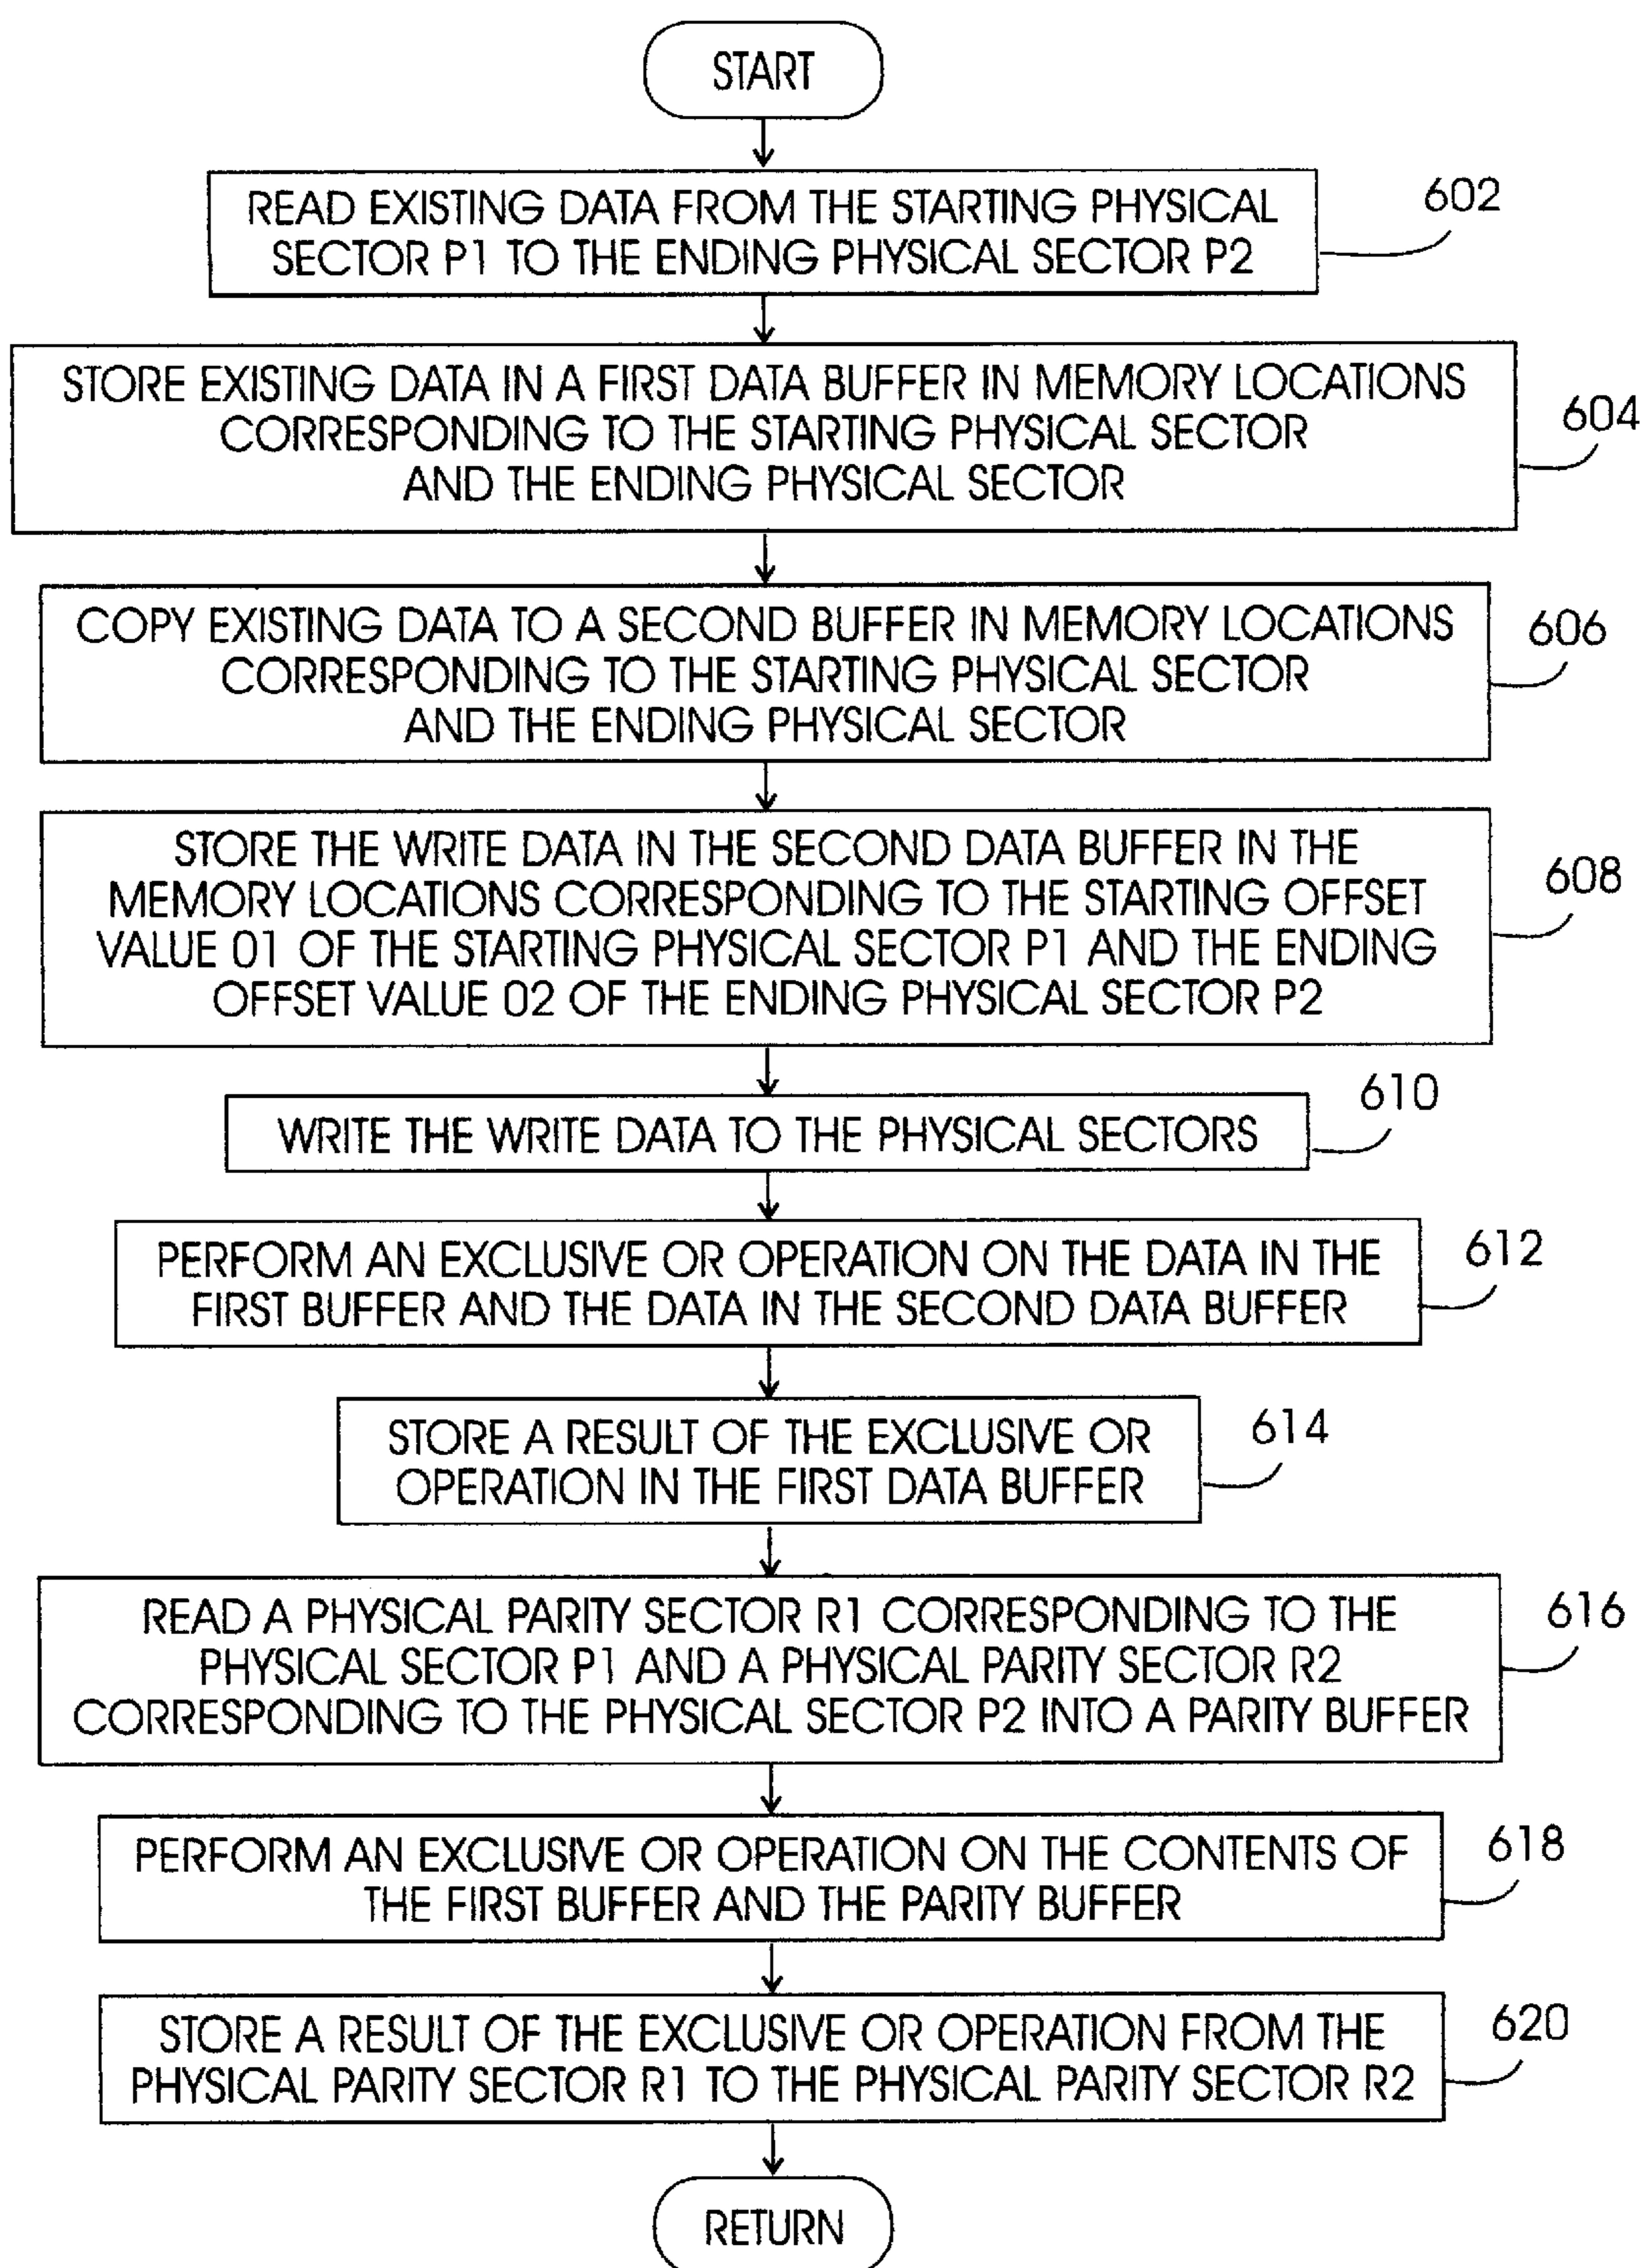 START
READ EXISTING DATA FROM THE STARTING PHYSICAL
SECTOR P1 TO THE ENDING PHYSICAL SECTOR P2
602
STORE EXISTING DATA IN A FIRST DATA BUFFER IN MEMORY LOCATIONS
CORRESPONDING TO THE STARTING PHYSICAL SECTOR
AND THE ENDING PHYSICAL SECTOR
604
COPY EXISTING DATA TO A SECOND BUFFER IN MEMORY LOCATIONS
CORRESPONDING TO THE STARTING PHYSICAL SECTOR
AND THE ENDING PHYSICAL SECTOR
606
STORE THE WRITE DATA IN THE SECOND DATA BUFFER IN THE
MEMORY LOCATIONS CORRESPONDING TO THE STARTING OFFSET
VALUE 01 OF THE STARTING PHYSICAL SECTOR P1 AND THE ENDING
OFFSET VALUE 02 OF THE ENDING PHYSICAL SECTOR P2
608
WRITE THE WRITE DATA TO THE PHYSICAL SECTORS
610
PERFORM AN EXCLUSIVE OR OPERATION ON THE DATA IN THE
FIRST BUFFER AND THE DATA IN THE SECOND DATA BUFFER
612
STORE A RESULT OF THE EXCLUSIVE OR
OPERATION IN THE FIRST DATA BUFFER
614
READ A PHYSICAL PARITY SECTOR R1 CORRESPONDING TO THE
PHYSICAL SECTOR P1 AND A PHYSICAL PARITY SECTOR R2
CORRESPONDING TO THE PHYSICAL SECTOR P2 INTO A PARITY BUFFER
616
PERFORM AN EXCLUSIVE OR OPERATION ON THE CONTENTS OF
THE FIRST BUFFER AND THE PARITY BUFFER
618
STORE A RESULT OF THE EXCLUSIVE OR OPERATION FROM THE
PHYSICAL PARITY SECTOR R1 TO THE PHYSICAL PARITY SECTOR R2
620
RETURN